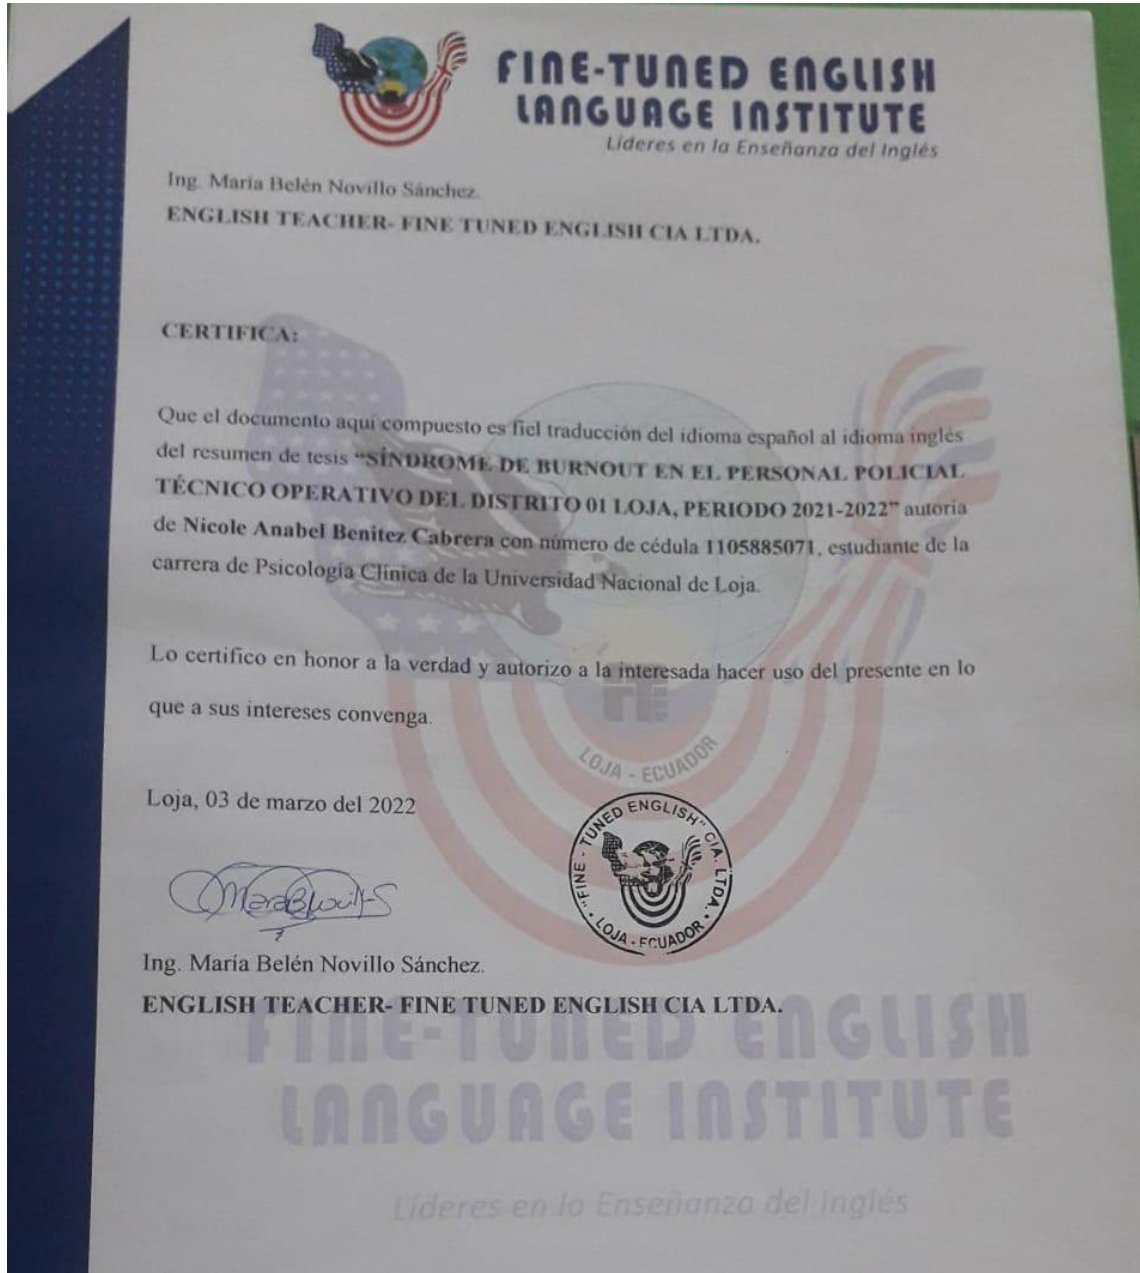 FINE-TUNED ENGLISH
LANGUAGE INSTITUTE
Líderes en la Enseñanza del Inglés
Ing. María Belén Novillo Sánchez.
ENGLISH TEACHER- FINE TUNED ENGLISH CIA LTDA.
CERTIFICA:
Que el documento aquí compuesto es fiel traducción del idioma español al idioma inglés
del resumen de tesis “SÍNDROME DE BURNOUT EN EL PERSONAL POLICIAL
TÉCNICO OPERATIVO DEL DISTRITO 01 LOJA, PERIODO 2021-2022” autoría
de Nicole Anabel Benitez Cabrera con número de cédula 1105885071, estudiante de la
carrera de Psicología Clínica de la Universidad Nacional de Loja.
Lo certifico en honor a la verdad y autorizo a la interesada hacer uso del presente en lo
que a sus intereses convenga.
LOJA - ECUADOR
Loja, 03 de marzo del 2022
"FINE - TUNED ENGLISH" CIA. LTDA.
LOJA - ECUADOR
Ing. María Belén Novillo Sánchez.
ENGLISH TEACHER- FINE TUNED ENGLISH CIA LTDA.
FINE-TUNED ENGLISH
LANGUAGE INSTITUTE
Líderes en la Enseñanza del Inglés